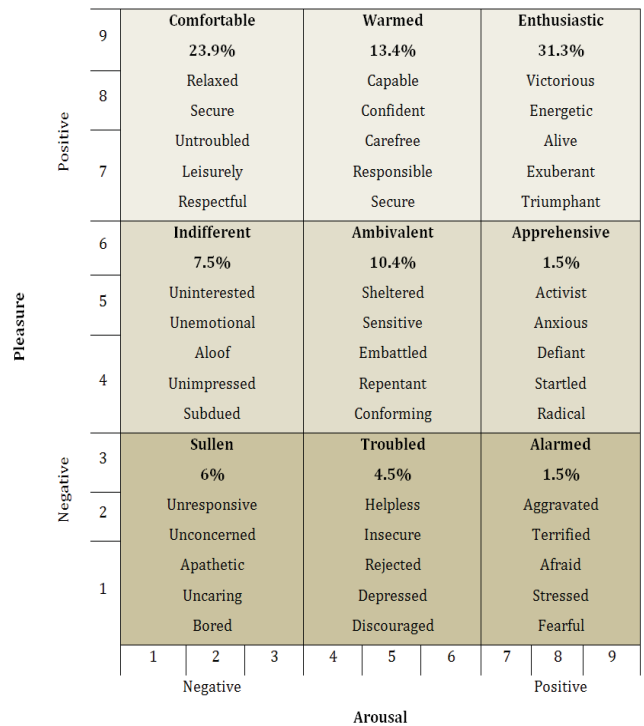 9 Comfortable Warmed Enthusiastic
23.9% 13.4% 31.3%
8 Relaxed Capable Victorious
Secure Confident Energetic
Positive Untroubled Carefree Alive
7 Leisurely Responsible Exuberant
Respectful Secure Triumphant
6 Indifferent Ambivalent Apprehensive
7.5% 10.4% 1.5%
5 Uninterested Sheltered Activist
Pleasure Unemotional Sensitive Anxious
4 Aloof Embattled Defiant
Unimpressed Repentant Startled
Subdued Conforming Radical
3 Sullen Troubled Alarmed
6% 4.5% 1.5%
Negative 2 Unresponsive Helpless Aggravated
Unconcerned Insecure Terrified
1 Apathetic Rejected Afraid
Uncaring Depressed Stressed
Bored Discouraged Fearful
1 2 3 4 5 6 7 8 9
Negative Positive
Arousal